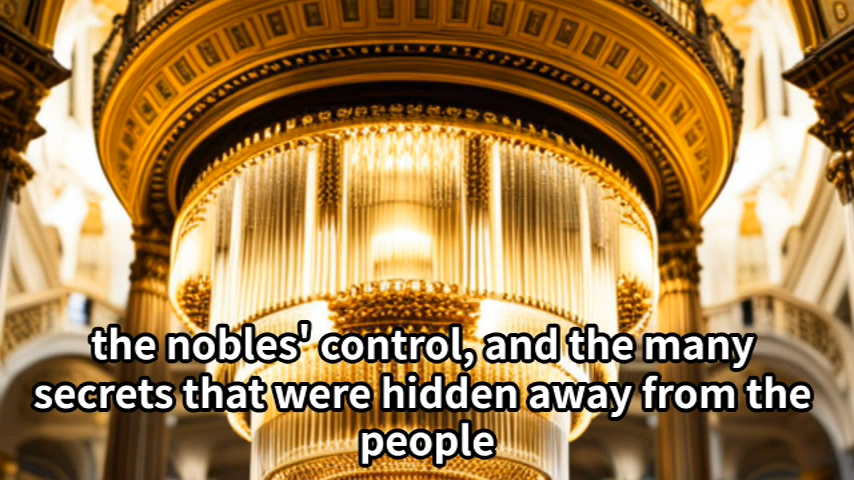 the nobles' control, and the many
secrets that were hidden away from the
people